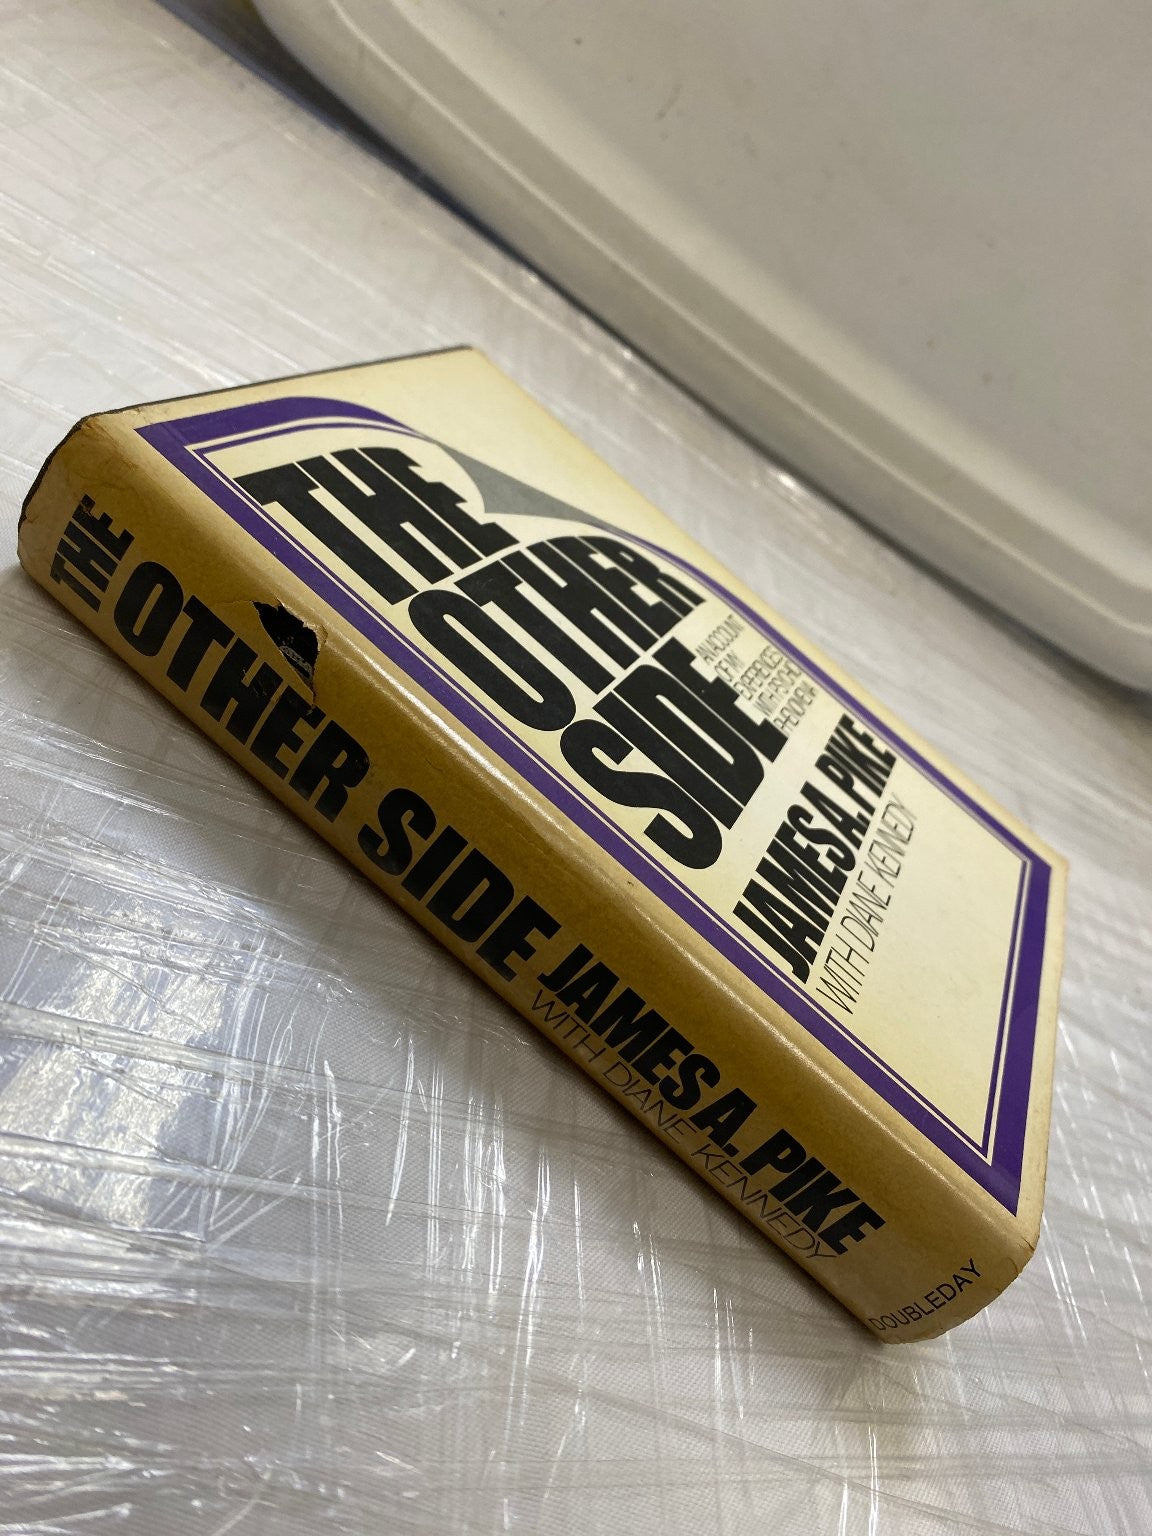 THE
OTHER
SIDE
AN ACCOUNT
OF MY
EXPERIENCES
WITH PSYCHIC
PHENOMENA
JAMES A. PIKE
WITH DIANE KENNEDY
THE OTHER SIDE JAMES A. PIKE
WITH DIANE KENNEDY
DOUBLEDAY